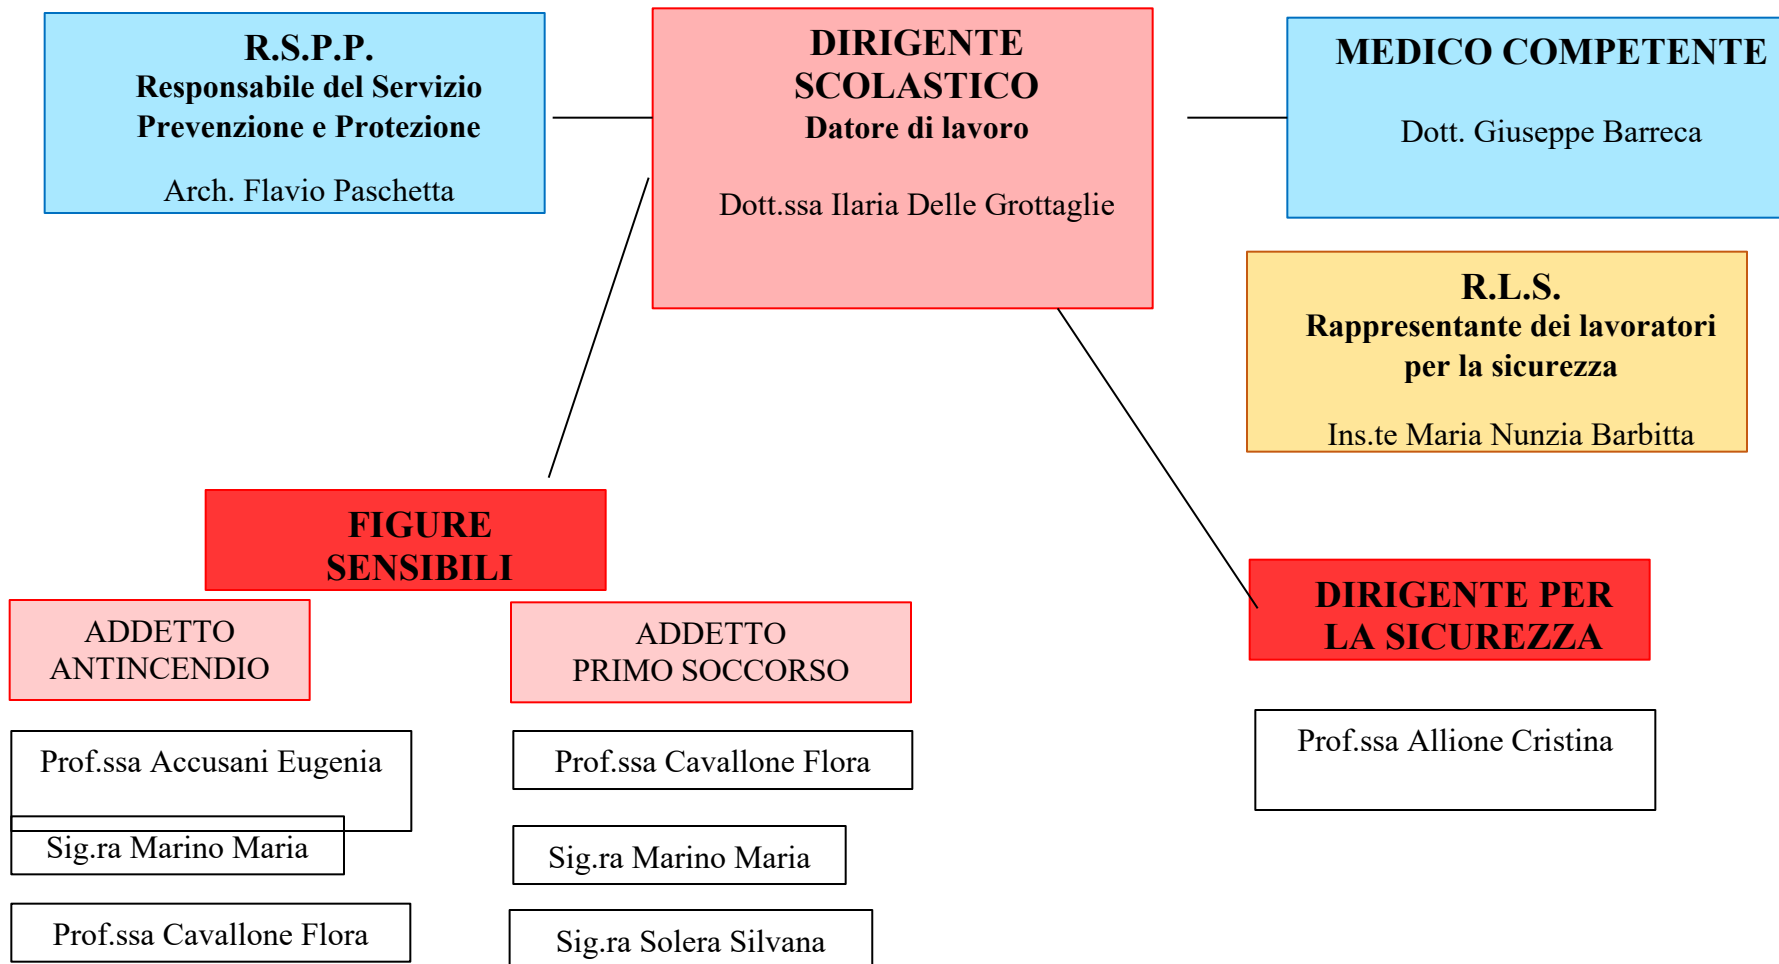 R.S.P.P.
Responsabile del Servizio
Prevenzione e Protezione
Arch. Flavio Paschetta
DIRIGENTE
SCOLASTICO
Datore di lavoro
Dott.ssa Ilaria Delle Grottaglie
MEDICO COMPETENTE
Dott. Giuseppe Barreca
R.L.S.
Rappresentante dei lavoratori
per la sicurezza
Ins.te Maria Nunzia Barbitta
FIGURE
SENSIBILI
ADDETTO
ANTINCENDIO
Prof.ssa Accusani Eugenia
Sig.ra Marino Maria
Prof.ssa Cavallone Flora
ADDETTO
PRIMO SOCCORSO
Prof.ssa Cavallone Flora
Sig.ra Marino Maria
Sig.ra Solera Silvana
DIRIGENTE PER
LA SICUREZZA
Prof.ssa Allione Cristina